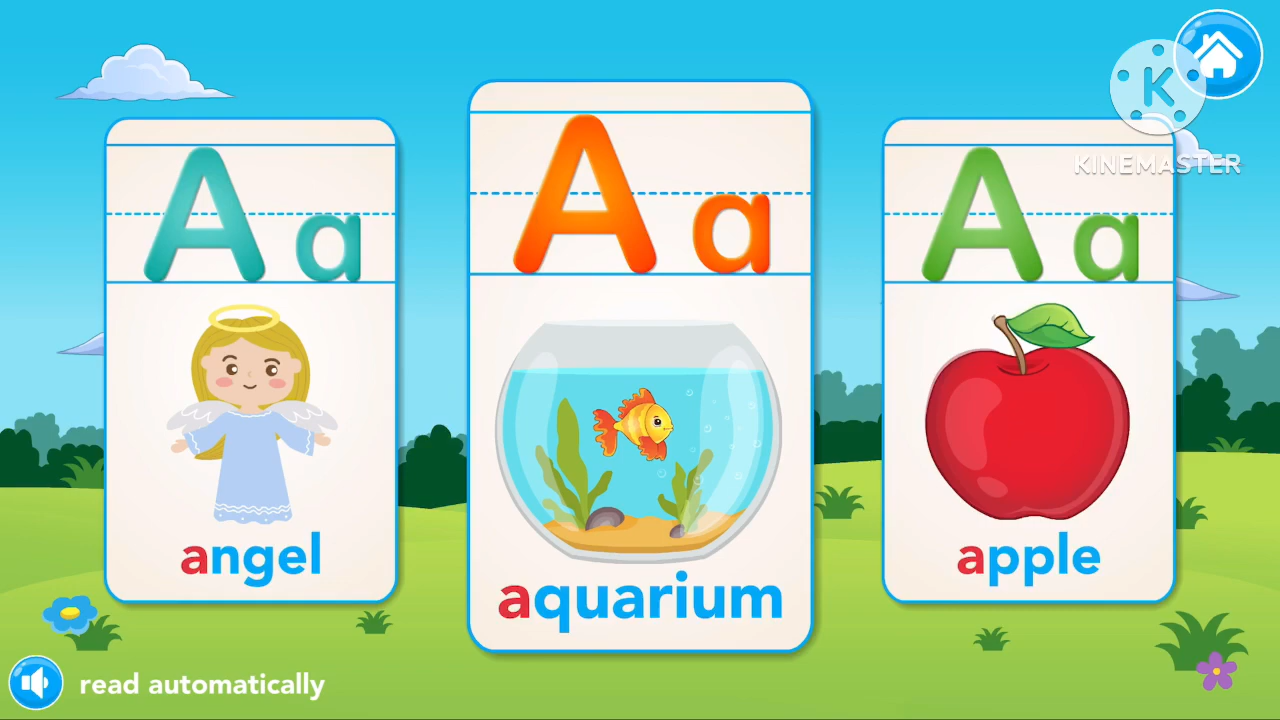 Aa
angel
Aa
aquarium
Aa
apple
K
KINEMASTER
read automatically